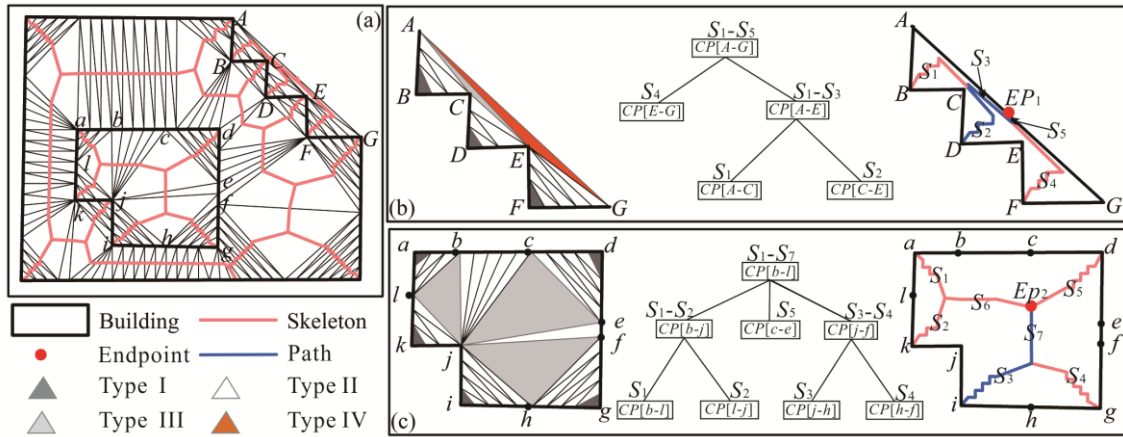 (a)
A
B
C
D
E
F
G
a b c d
l
e
k j f
i h g
Building Skeleton
Endpoint Path
Type I Type II
Type III Type IV
(b)
A
B C
D E
F G
S1-S5
CP[A-G]
S4 S1-S3
CP[E-G] CP[A-E]
S1 S2
CP[A-C] CP[C-E]
A
S1 S3
B C EP1
S2 S5
D E
S4
F G
(c)
a b c d
l
e
f
k j
i h g
S1-S7
CP[b-l]
S1-S2 S5 S3-S4
CP[b-j] CP[c-e] CP[j-f]
S1 S2 S3 S4
CP[b-l] CP[l-j] CP[j-h] CP[h-f]
a b c d
S1 Ep2 S5
l S6
S2 S7 e
k j f
S3 S4
i h g